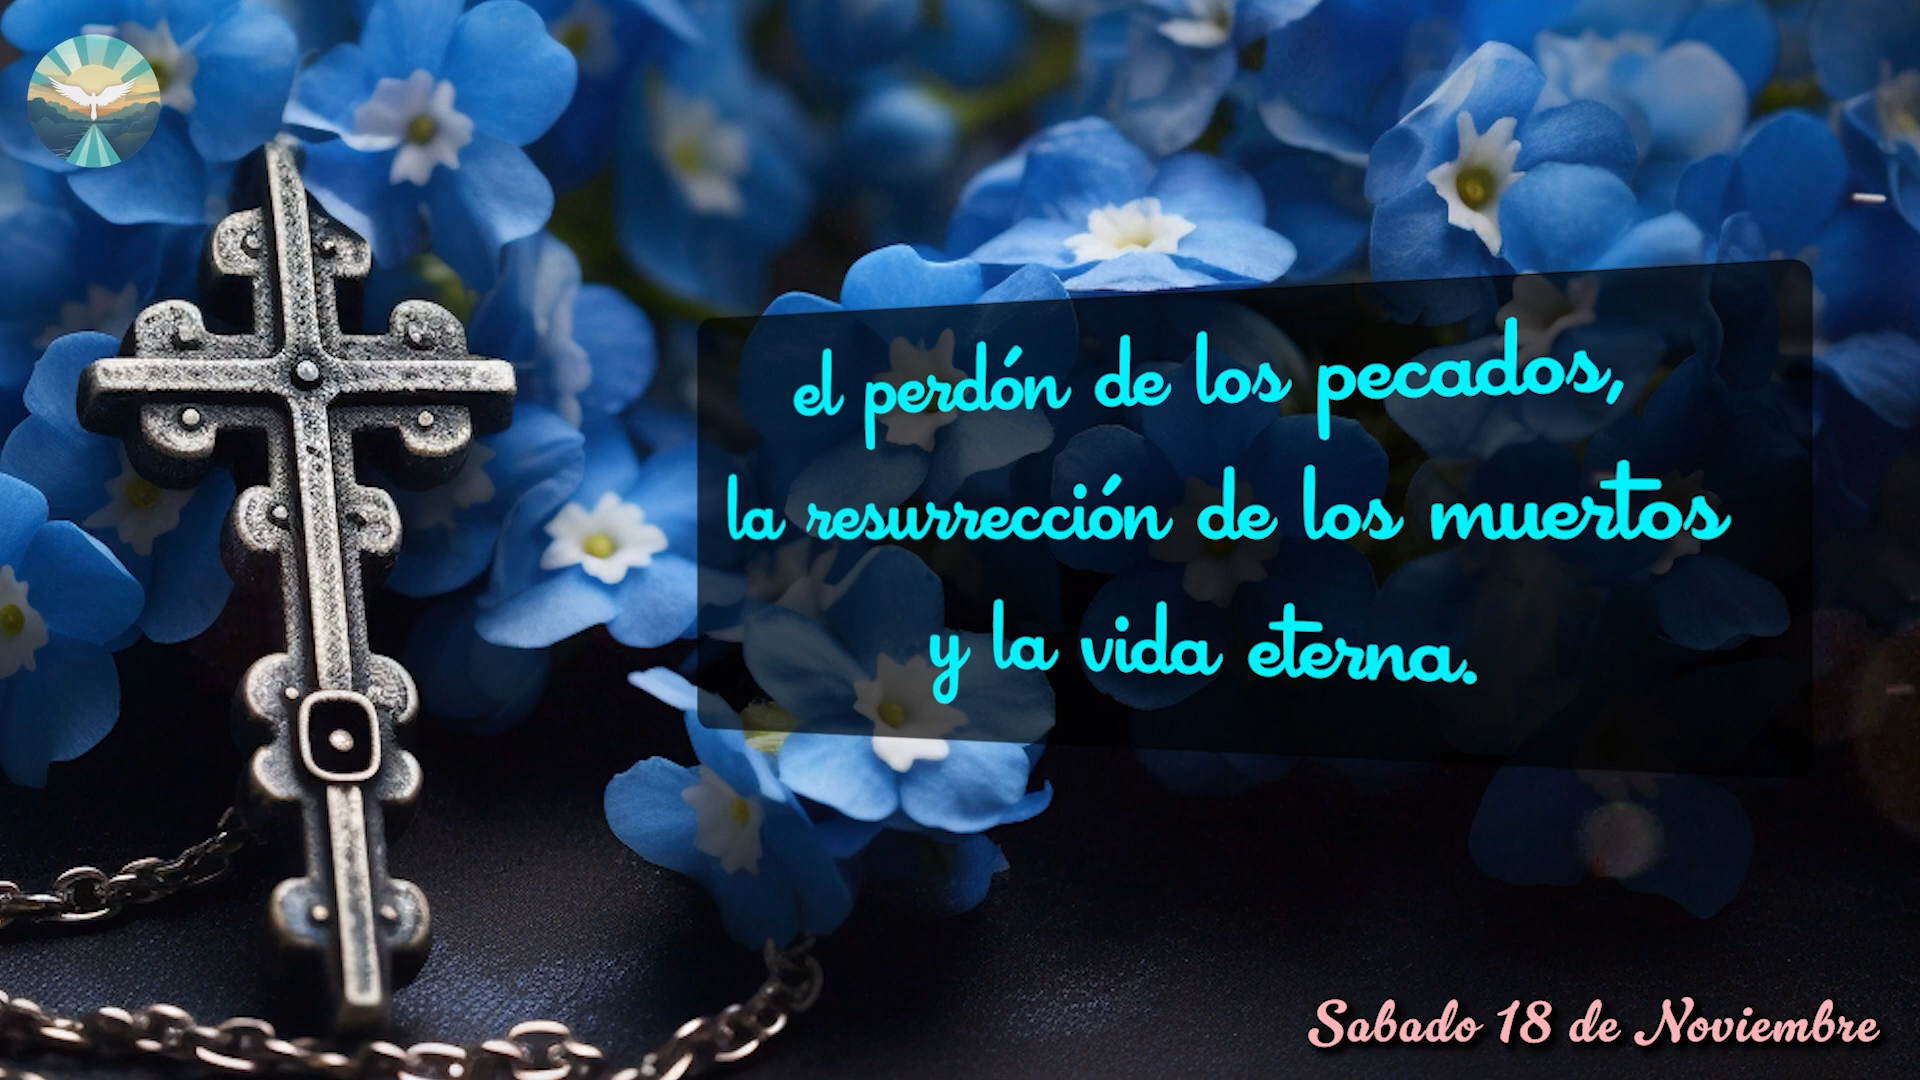 el perdón de los pecados,
la resurrección de los muertos
y la vida eterna.
Sabado 18 de Noviembre